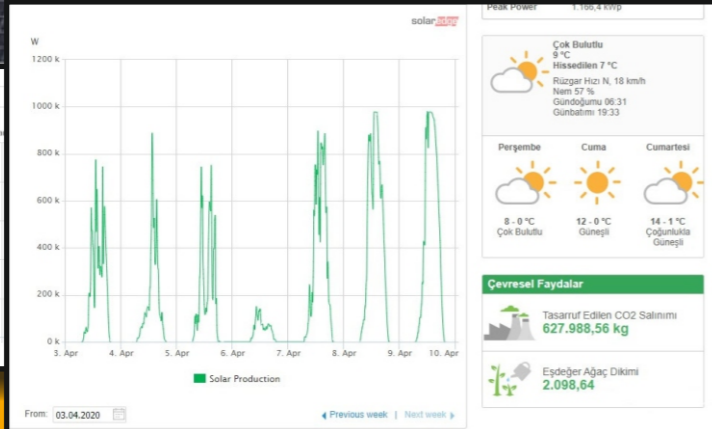 Peak Power 1.166,4 kWp
solar
W
1200 k
1000 k
800 k
600 k
400 k
200 k
0 k
3. Apr 4. Apr 5. Apr 6. Apr 7. Apr 8. Apr 9. Apr 10. Apr
Solar Production
From: 03.04.2020
Previous week | Next week
Çok Bulutlu
9 °C
Hissedilen 7 °C
Rüzgar Hızı N, 18 km/h
Nem 57 %
Gündoğumu 06:31
Günbatımı 19:33
Perşembe Cuma Cumartesi
8 - 0 °C 12 - 0 °C 14 - 1 °C
Çok Bulutlu Güneşli Çoğunlukla
Güneşli
Çevresel Faydalar
Tasarruf Edilen CO2 Salınımı
627.988,56 kg
Eşdeğer Ağaç Dikimi
2.098,64